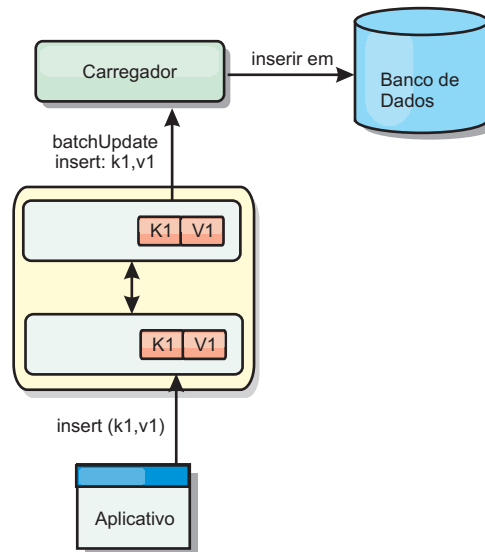 Carregador
inserir em
Banco de
Dados
batchUpdate
insert: k1,v1
K1 V1
K1 V1
insert (k1,v1)
Aplicativo